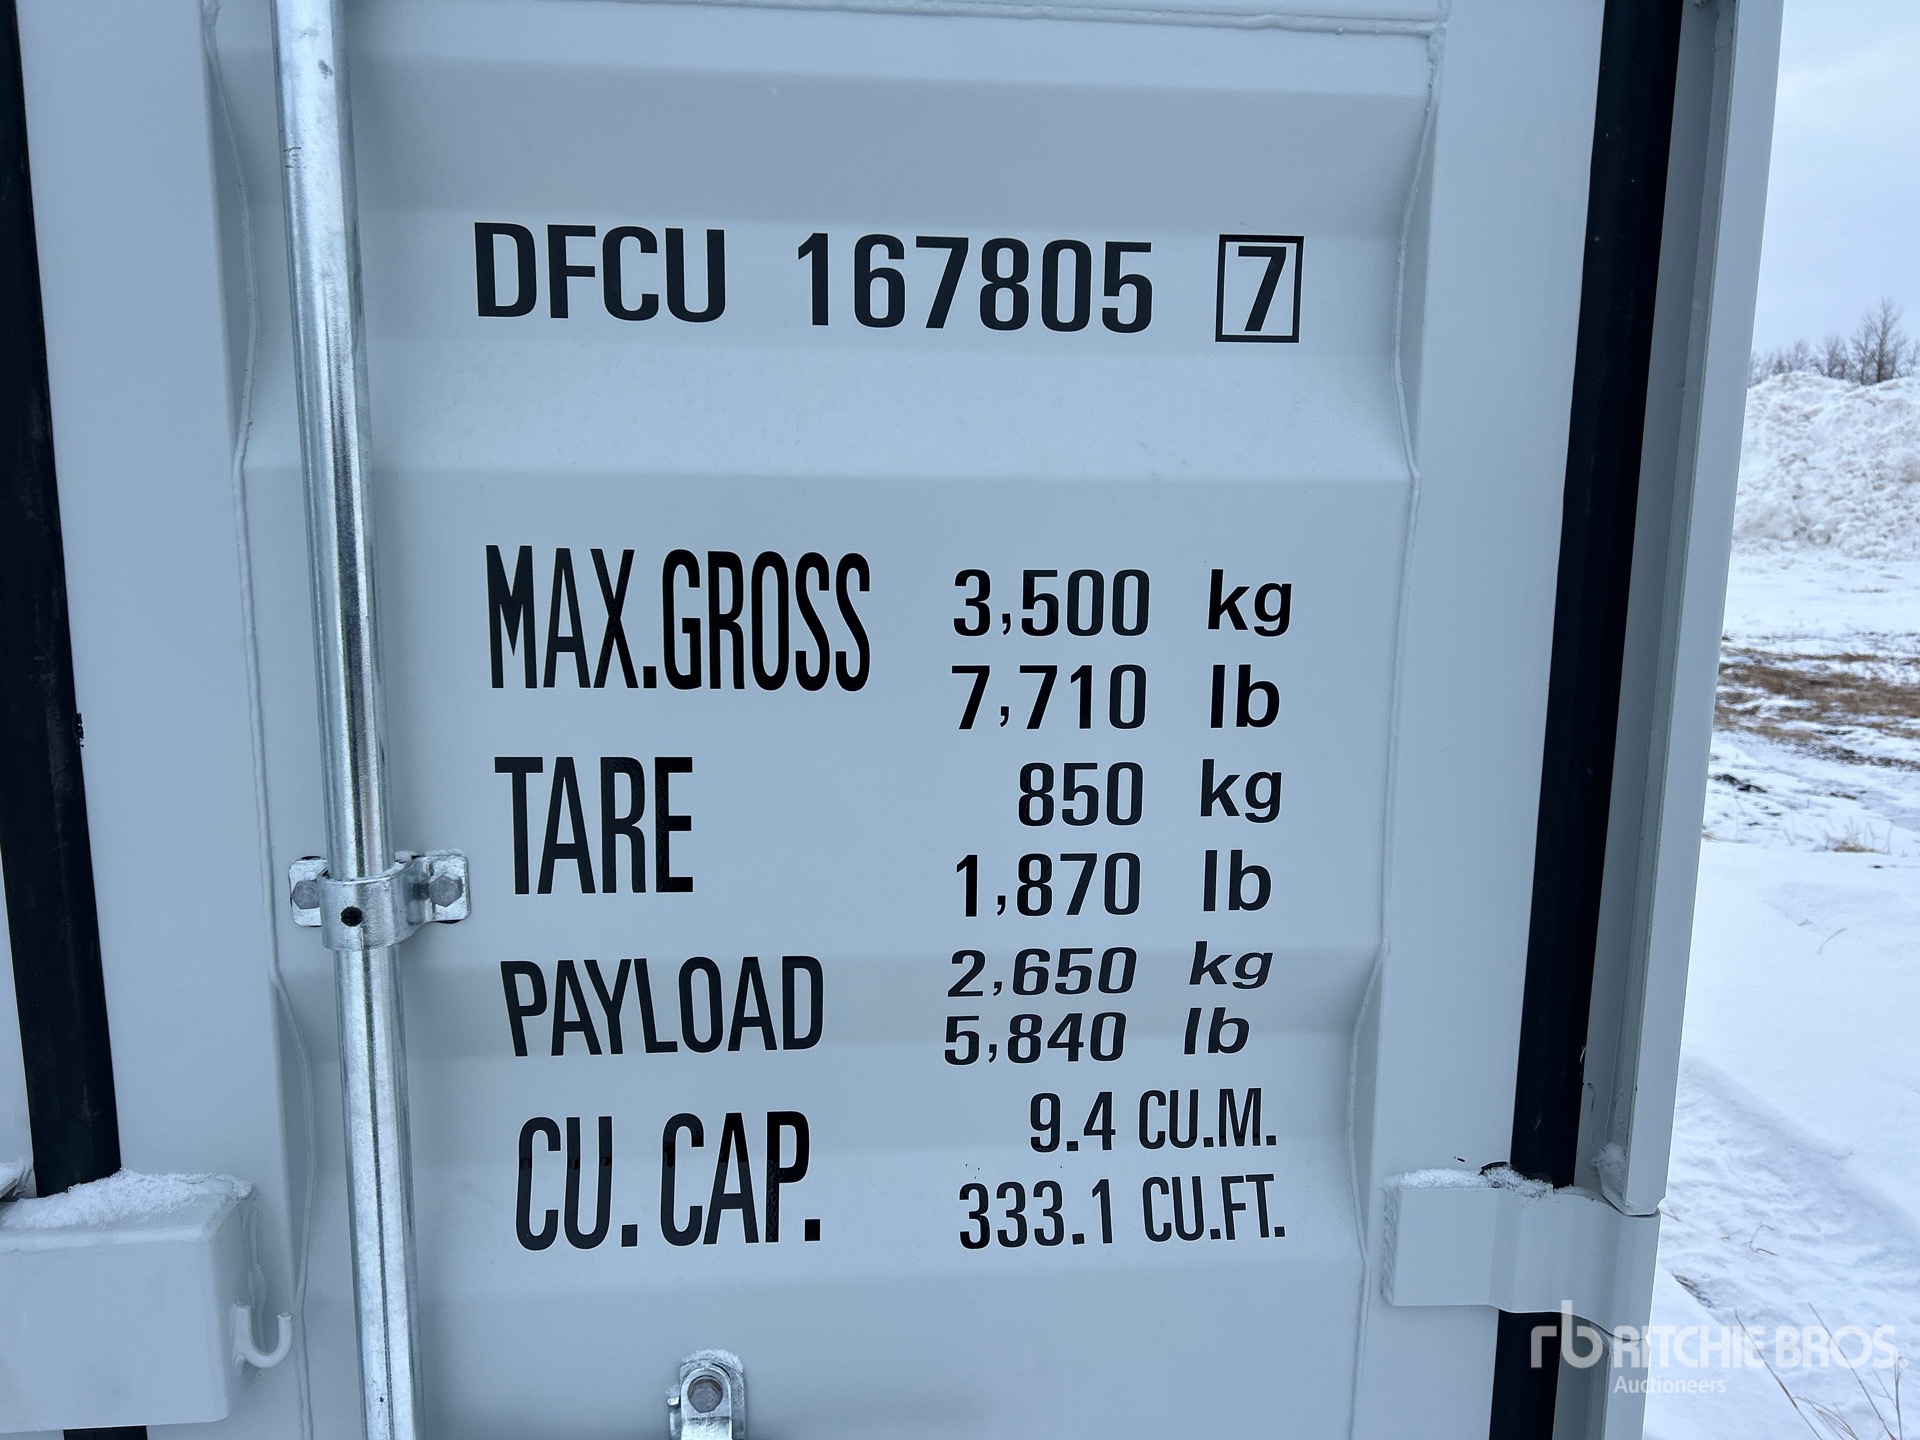 DFCU 167805 7
MAX.GROSS 3,500 kg
7,710 lb
TARE 850 kg
1,870 lb
PAYLOAD 2,650 kg
5,840 lb
CU.CAP. 9.4 CU.M.
333.1 CU.FT.
rb RITCHIE BROS.
Auctioneers